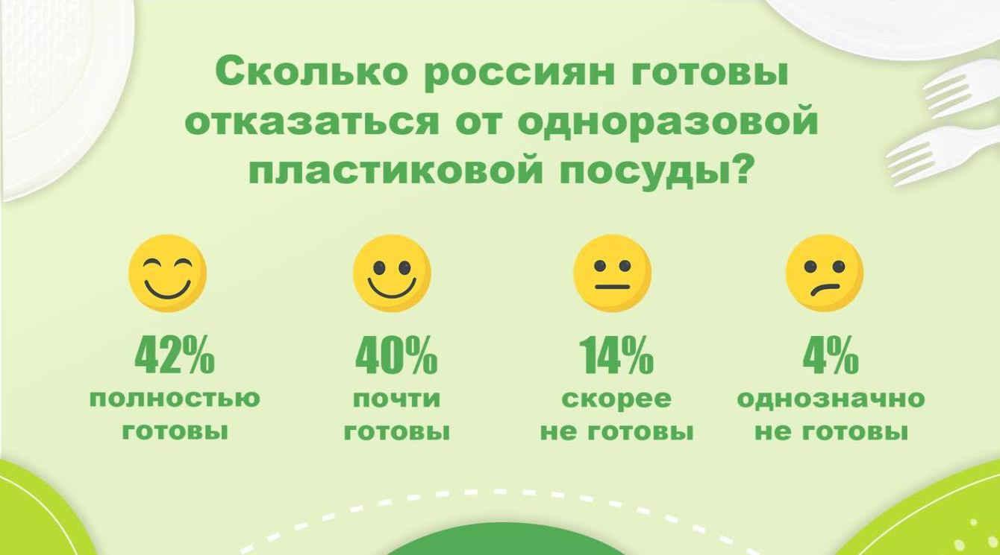 Сколько россиян готовы
отказаться от одноразовой
пластиковой посуды?
42%
полностью
готовы
40%
почти
готовы
14%
скорее
не готовы
4%
однозначно
не готовы